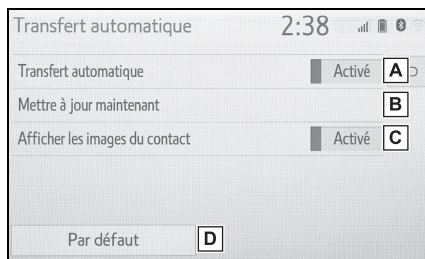 Transfert automatique 2:38
Transfert automatique Activé A
Mettre à jour maintenant B
Afficher les images du contact Activé C
Par défaut D